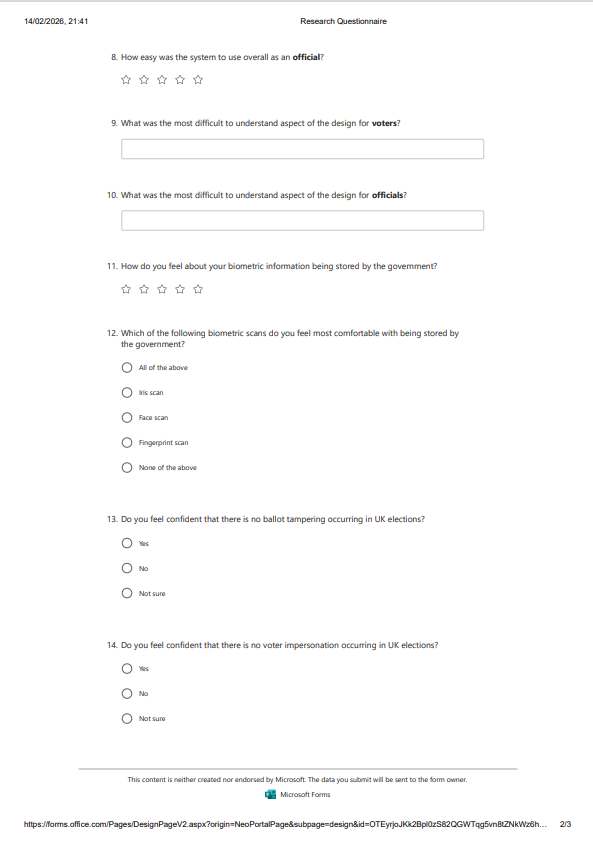 14/02/2026, 21:41 Research Questionnaire
8. How easy was the system to use overall as an official?
9. What was the most difficult to understand aspect of the design for voters?
10. What was the most difficult to understand aspect of the design for officials?
11. How do you feel about your biometric information being stored by the government?
12. Which of the following biometric scans do you feel most comfortable with being stored by
the government?
All of the above
Iris scan
Face scan
Fingerprint scan
None of the above
13. Do you feel confident that there is no ballot tampering occurring in UK elections?
Yes
No
Not sure
14. Do you feel confident that there is no voter impersonation occurring in UK elections?
Yes
No
Not sure
This content is neither created nor endorsed by Microsoft. The data you submit will be sent to the form owner.
Microsoft Forms
https://forms.office.com/Pages/DesignPageV2.aspx?origin=NeoPortalPage&subpage=design&id=OTEyrjoJKk2Bpl0zS82QGWTqg5vn8tZNkWz6h... 2/3